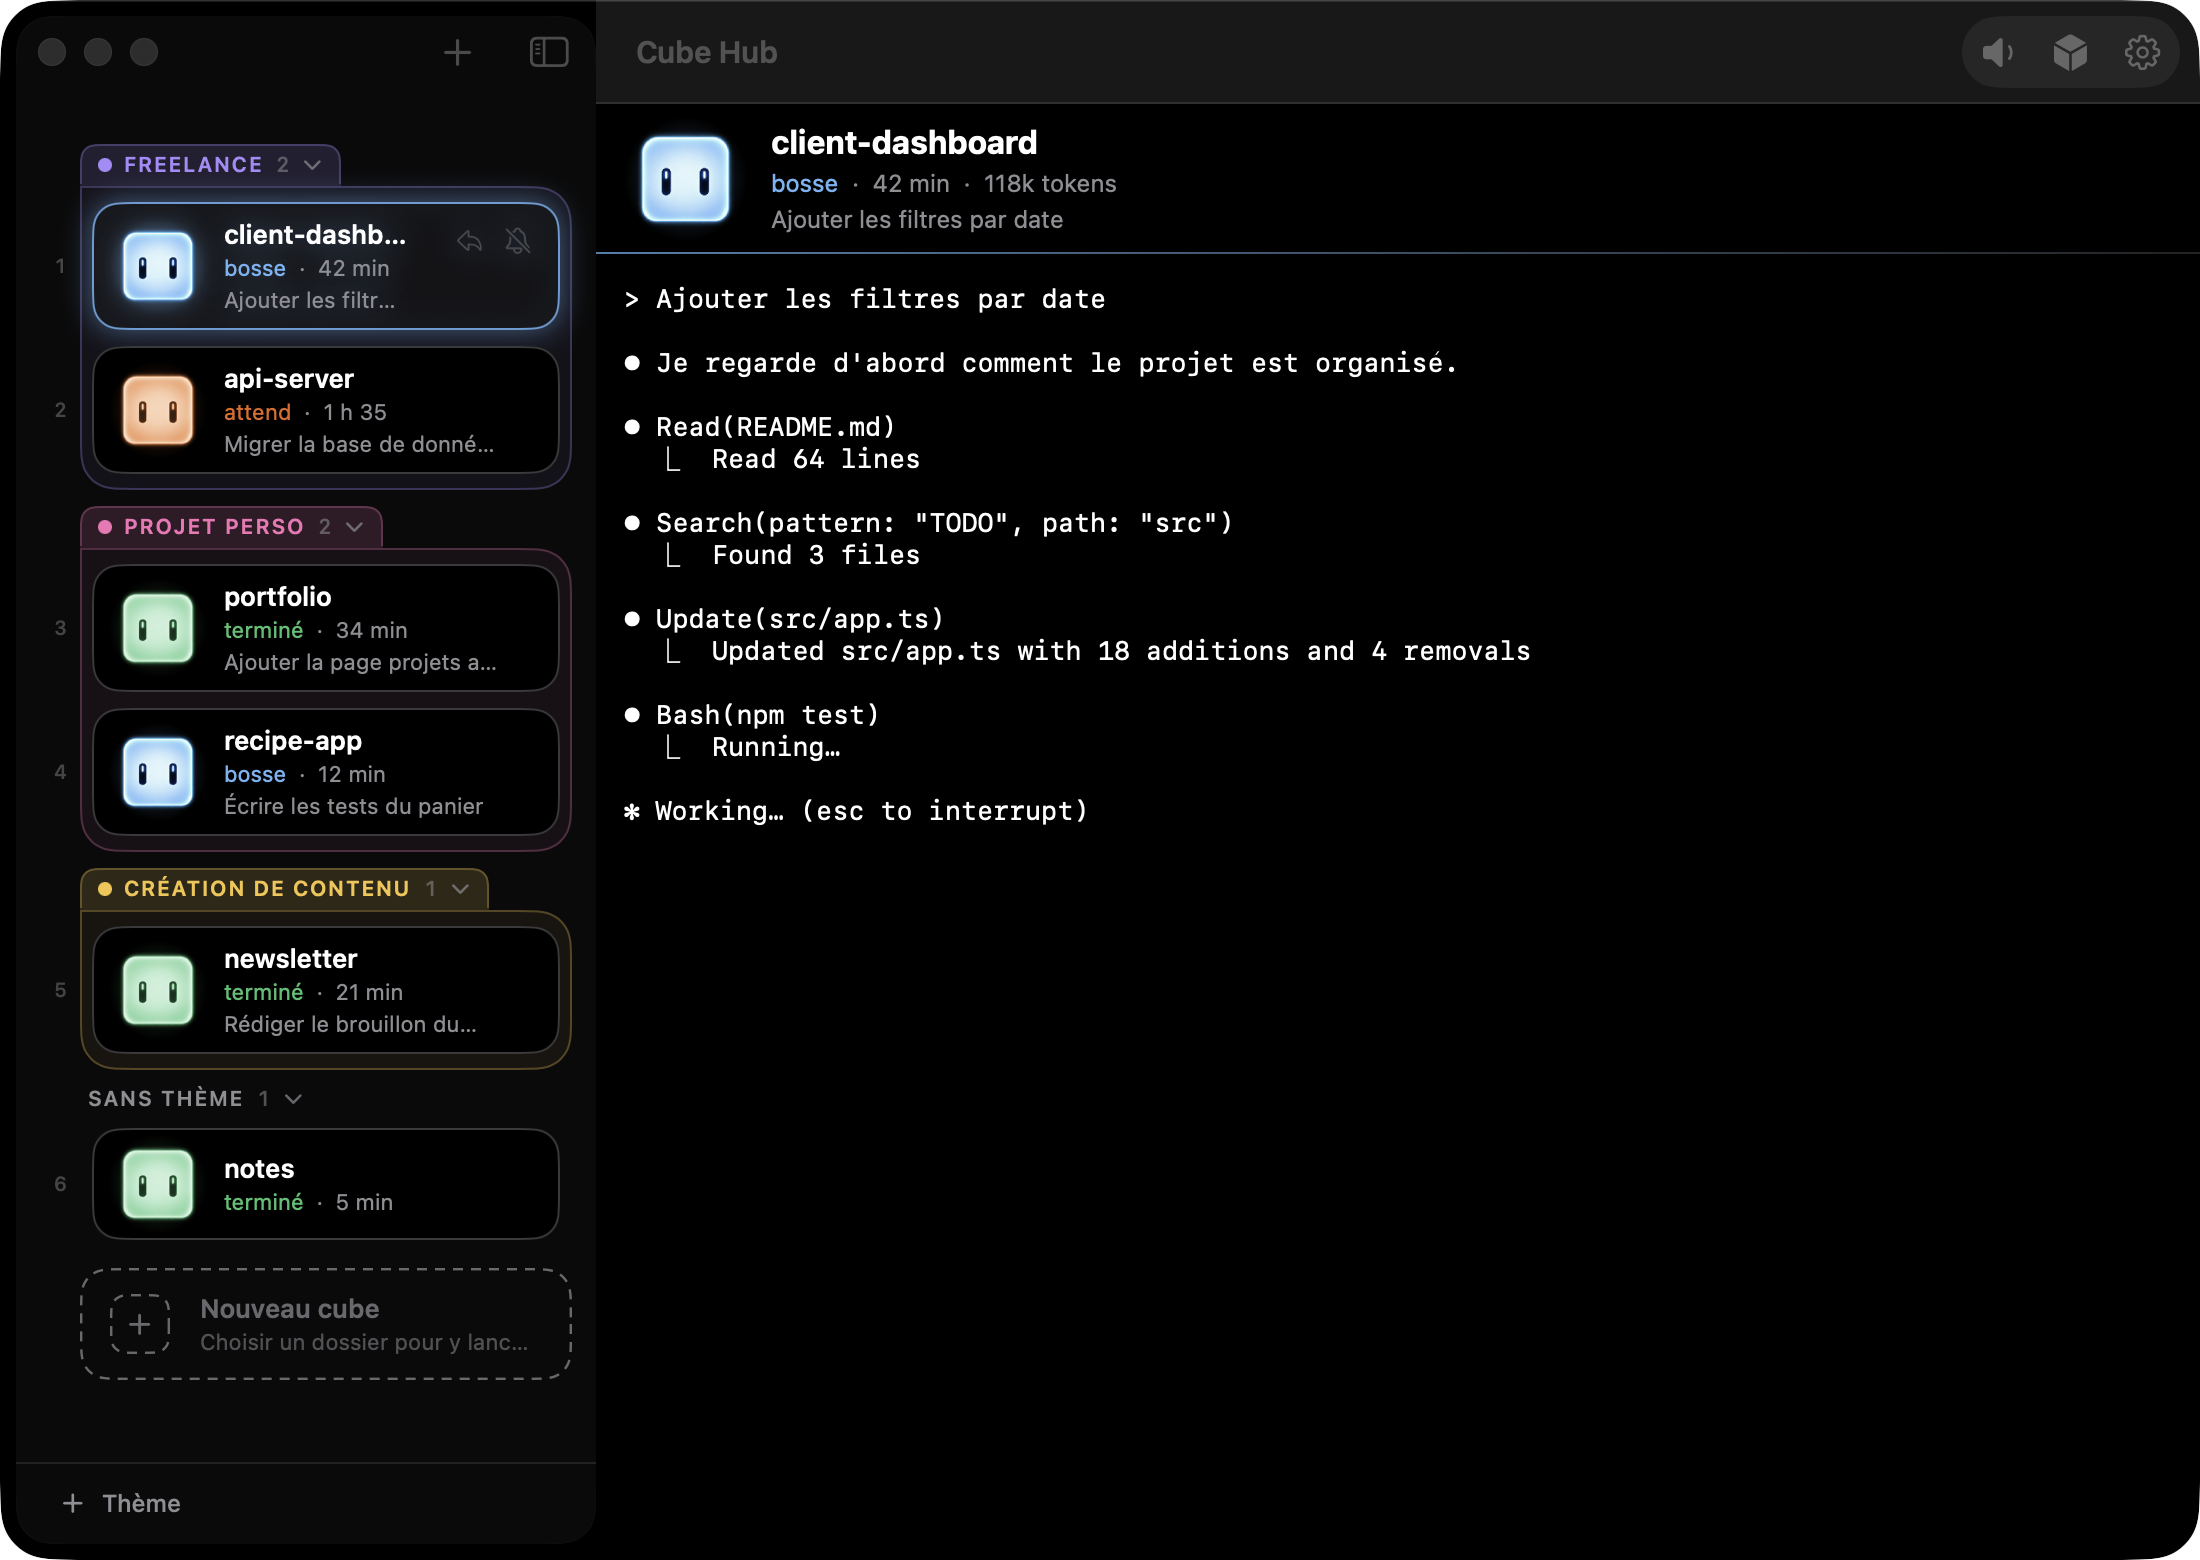 Cube Hub
FREELANCE 2
1
client-dashb...
bosse · 42 min
Ajouter les filtr...
2
api-server
attend · 1 h 35
Migrer la base de donné...
PROJET PERSO 2
3
portfolio
terminé · 34 min
Ajouter la page projets a...
4
recipe-app
bosse · 12 min
Écrire les tests du panier
CRÉATION DE CONTENU 1
5
newsletter
terminé · 21 min
Rédiger le brouillon du...
SANS THÈME 1
6
notes
terminé · 5 min
Nouveau cube
Choisir un dossier pour y lanc...
+ Thème
client-dashboard
bosse · 42 min · 118k tokens
Ajouter les filtres par date
> Ajouter les filtres par date
● Je regarde d'abord comment le projet est organisé.
● Read(README.md)
⎿ Read 64 lines
● Search(pattern: "TODO", path: "src")
⎿ Found 3 files
● Update(src/app.ts)
⎿ Updated src/app.ts with 18 additions and 4 removals
● Bash(npm test)
⎿ Running…
✻ Working… (esc to interrupt)